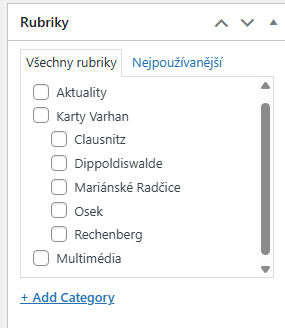 Rubriky
Všechny rubriky Nejpoužívanější
Aktuality
Karty Varhan
Clausnitz
Dippoldiswalde
Mariánské Radčice
Osek
Rechenberg
Multimédia
+ Add Category